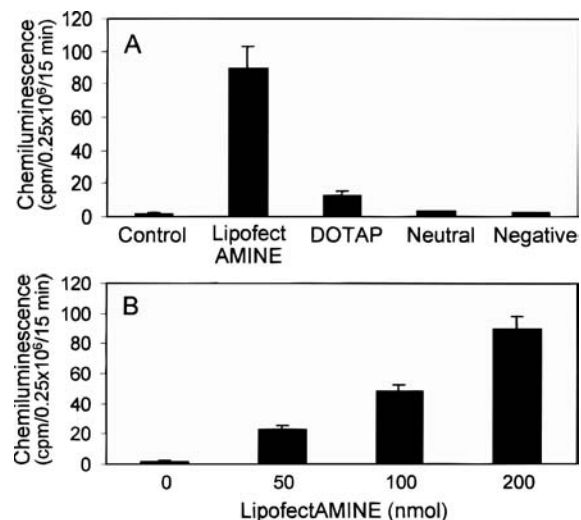 A
Chemiluminescence
(cpm/0.25x10⁶/15 min)
120
100
80
60
40
20
0
Control
Lipofect
AMINE
DOTAP
Neutral
Negative
B
Chemiluminescence
(cpm/0.25x10⁶/15 min)
120
100
80
60
40
20
0
0
50
100
200
LipofectAMINE (nmol)